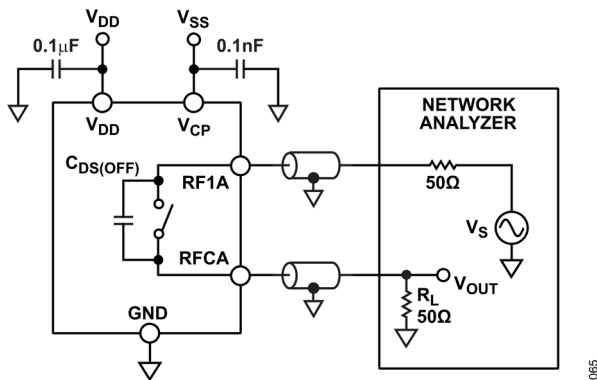 VDD
VSS
0.1μF
0.1nF
VDD
VCP
NETWORK
ANALYZER
CDS(OFF)
RF1A
50Ω
VS
RFCA
VOUT
RL
50Ω
GND
065